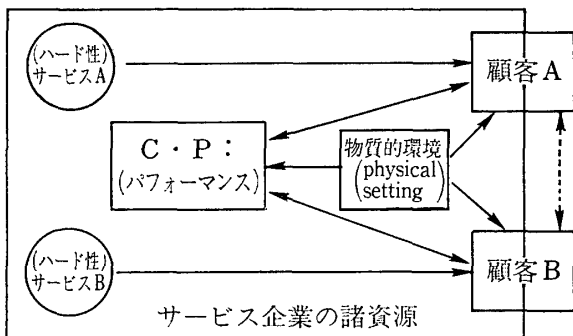 (ハード性)
サービスA
顧客A
C・P：
(パフォーマンス)
物質的環境
(physical
setting)
(ハード性)
サービスB
顧客B
サービス企業の諸資源